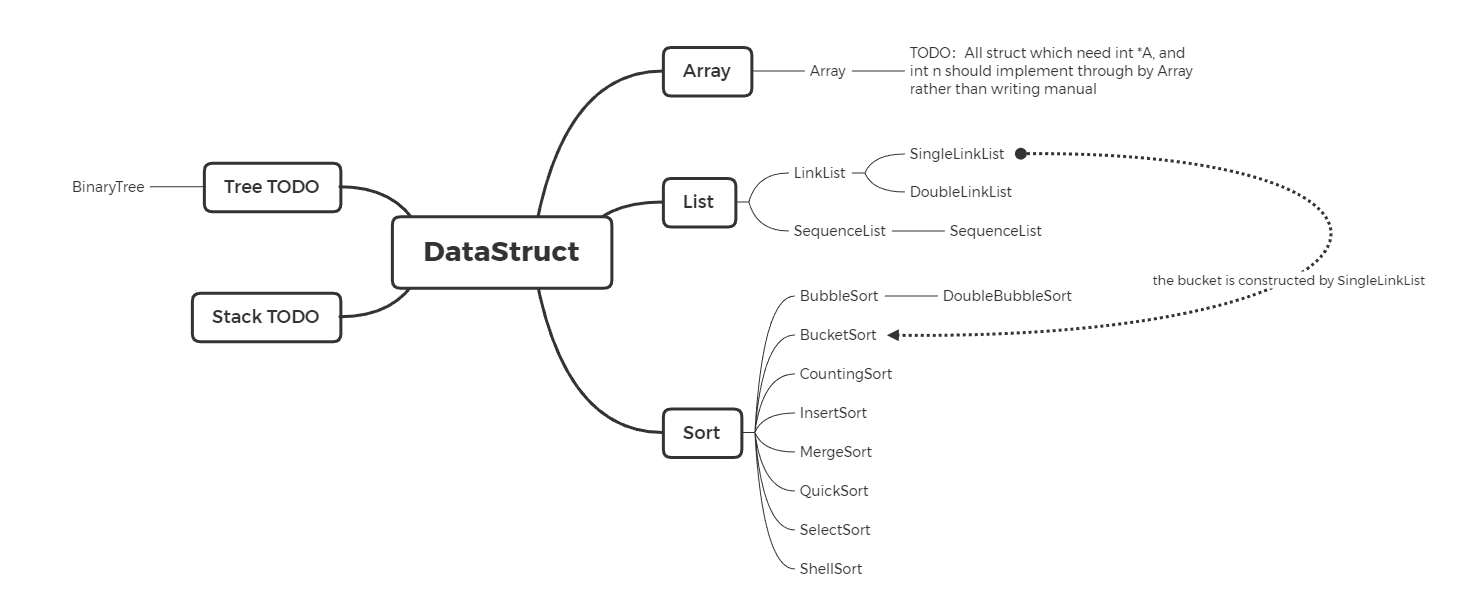 DataStruct
Array
Array
TODO：All struct which need int *A, and
int n should implement through by Array
rather than writing manual
List
LinkList
SingleLinkList
DoubleLinkList
SequenceList
SequenceList
the bucket is constructed by SingleLinkList
Sort
BubbleSort
DoubleBubbleSort
BucketSort
CountingSort
InsertSort
MergeSort
QuickSort
SelectSort
ShellSort
Tree TODO
BinaryTree
Stack TODO